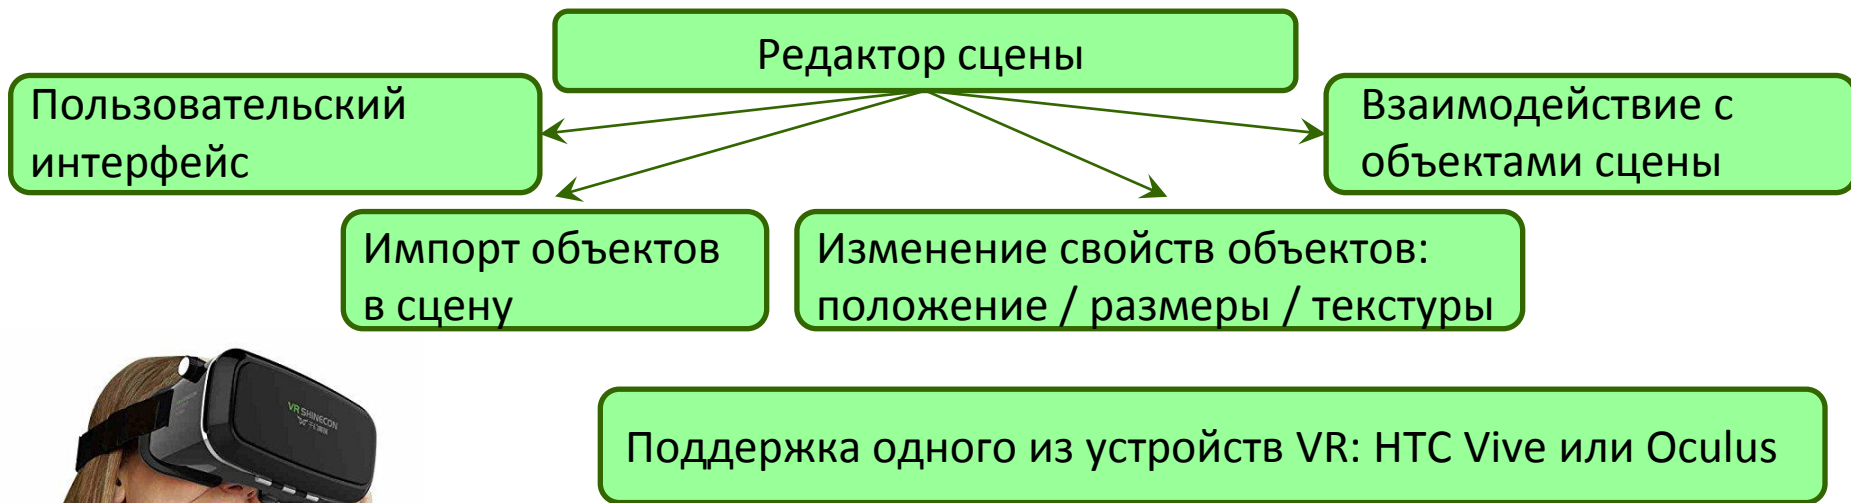 Редактор сцены
Пользовательский
интерфейс
Взаимодействие с
объектами сцены
Импорт объектов
в сцену
Изменение свойств объектов:
положение / размеры / текстуры
VR SHINECON
Поддержка одного из устройств VR: HTC Vive или Oculus